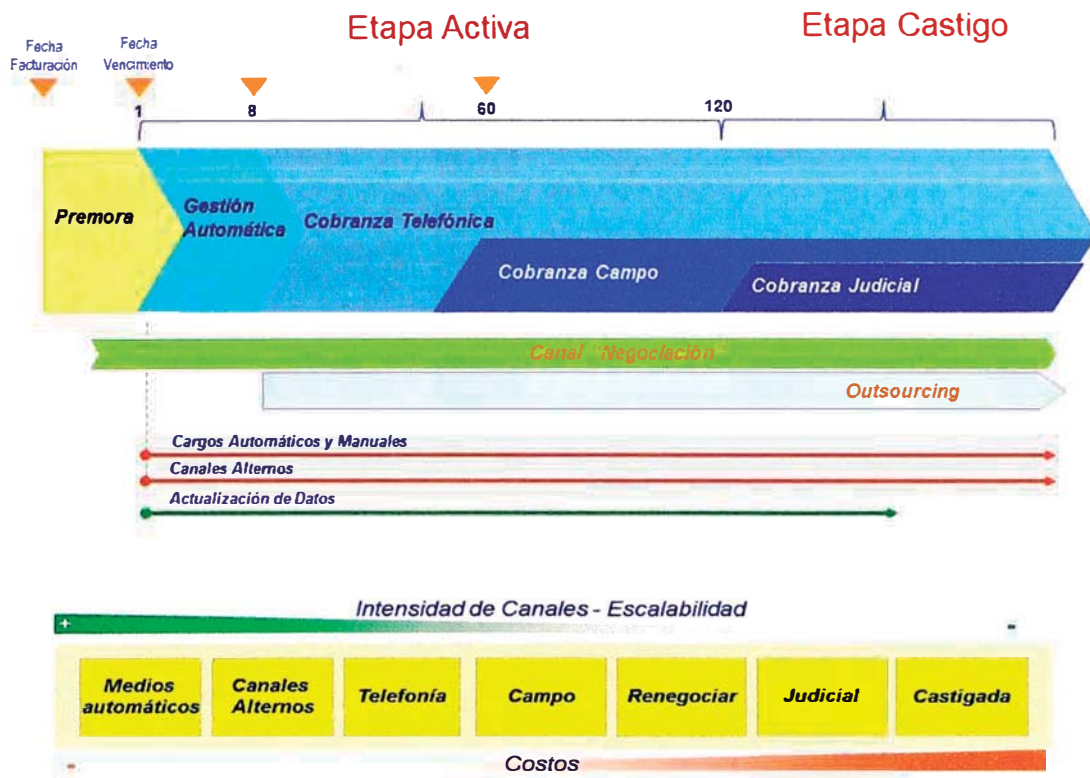 Etapa Activa
Etapa Castigo
Fecha
Facturación
Fecha
Vencimiento
1
8
60
120
Premora
Gestión
Automática
Cobranza Telefónica
Cobranza Campo
Cobranza Judicial
Canal "Negociación"
Outsourcing
Cargos Automáticos y Manuales
Canales Alternos
Actualización de Datos
Intensidad de Canales - Escalabilidad
+
-
Medios
automáticos
Canales
Alternos
Telefonía
Campo
Renegociar
Judicial
Castigada
-
Costos